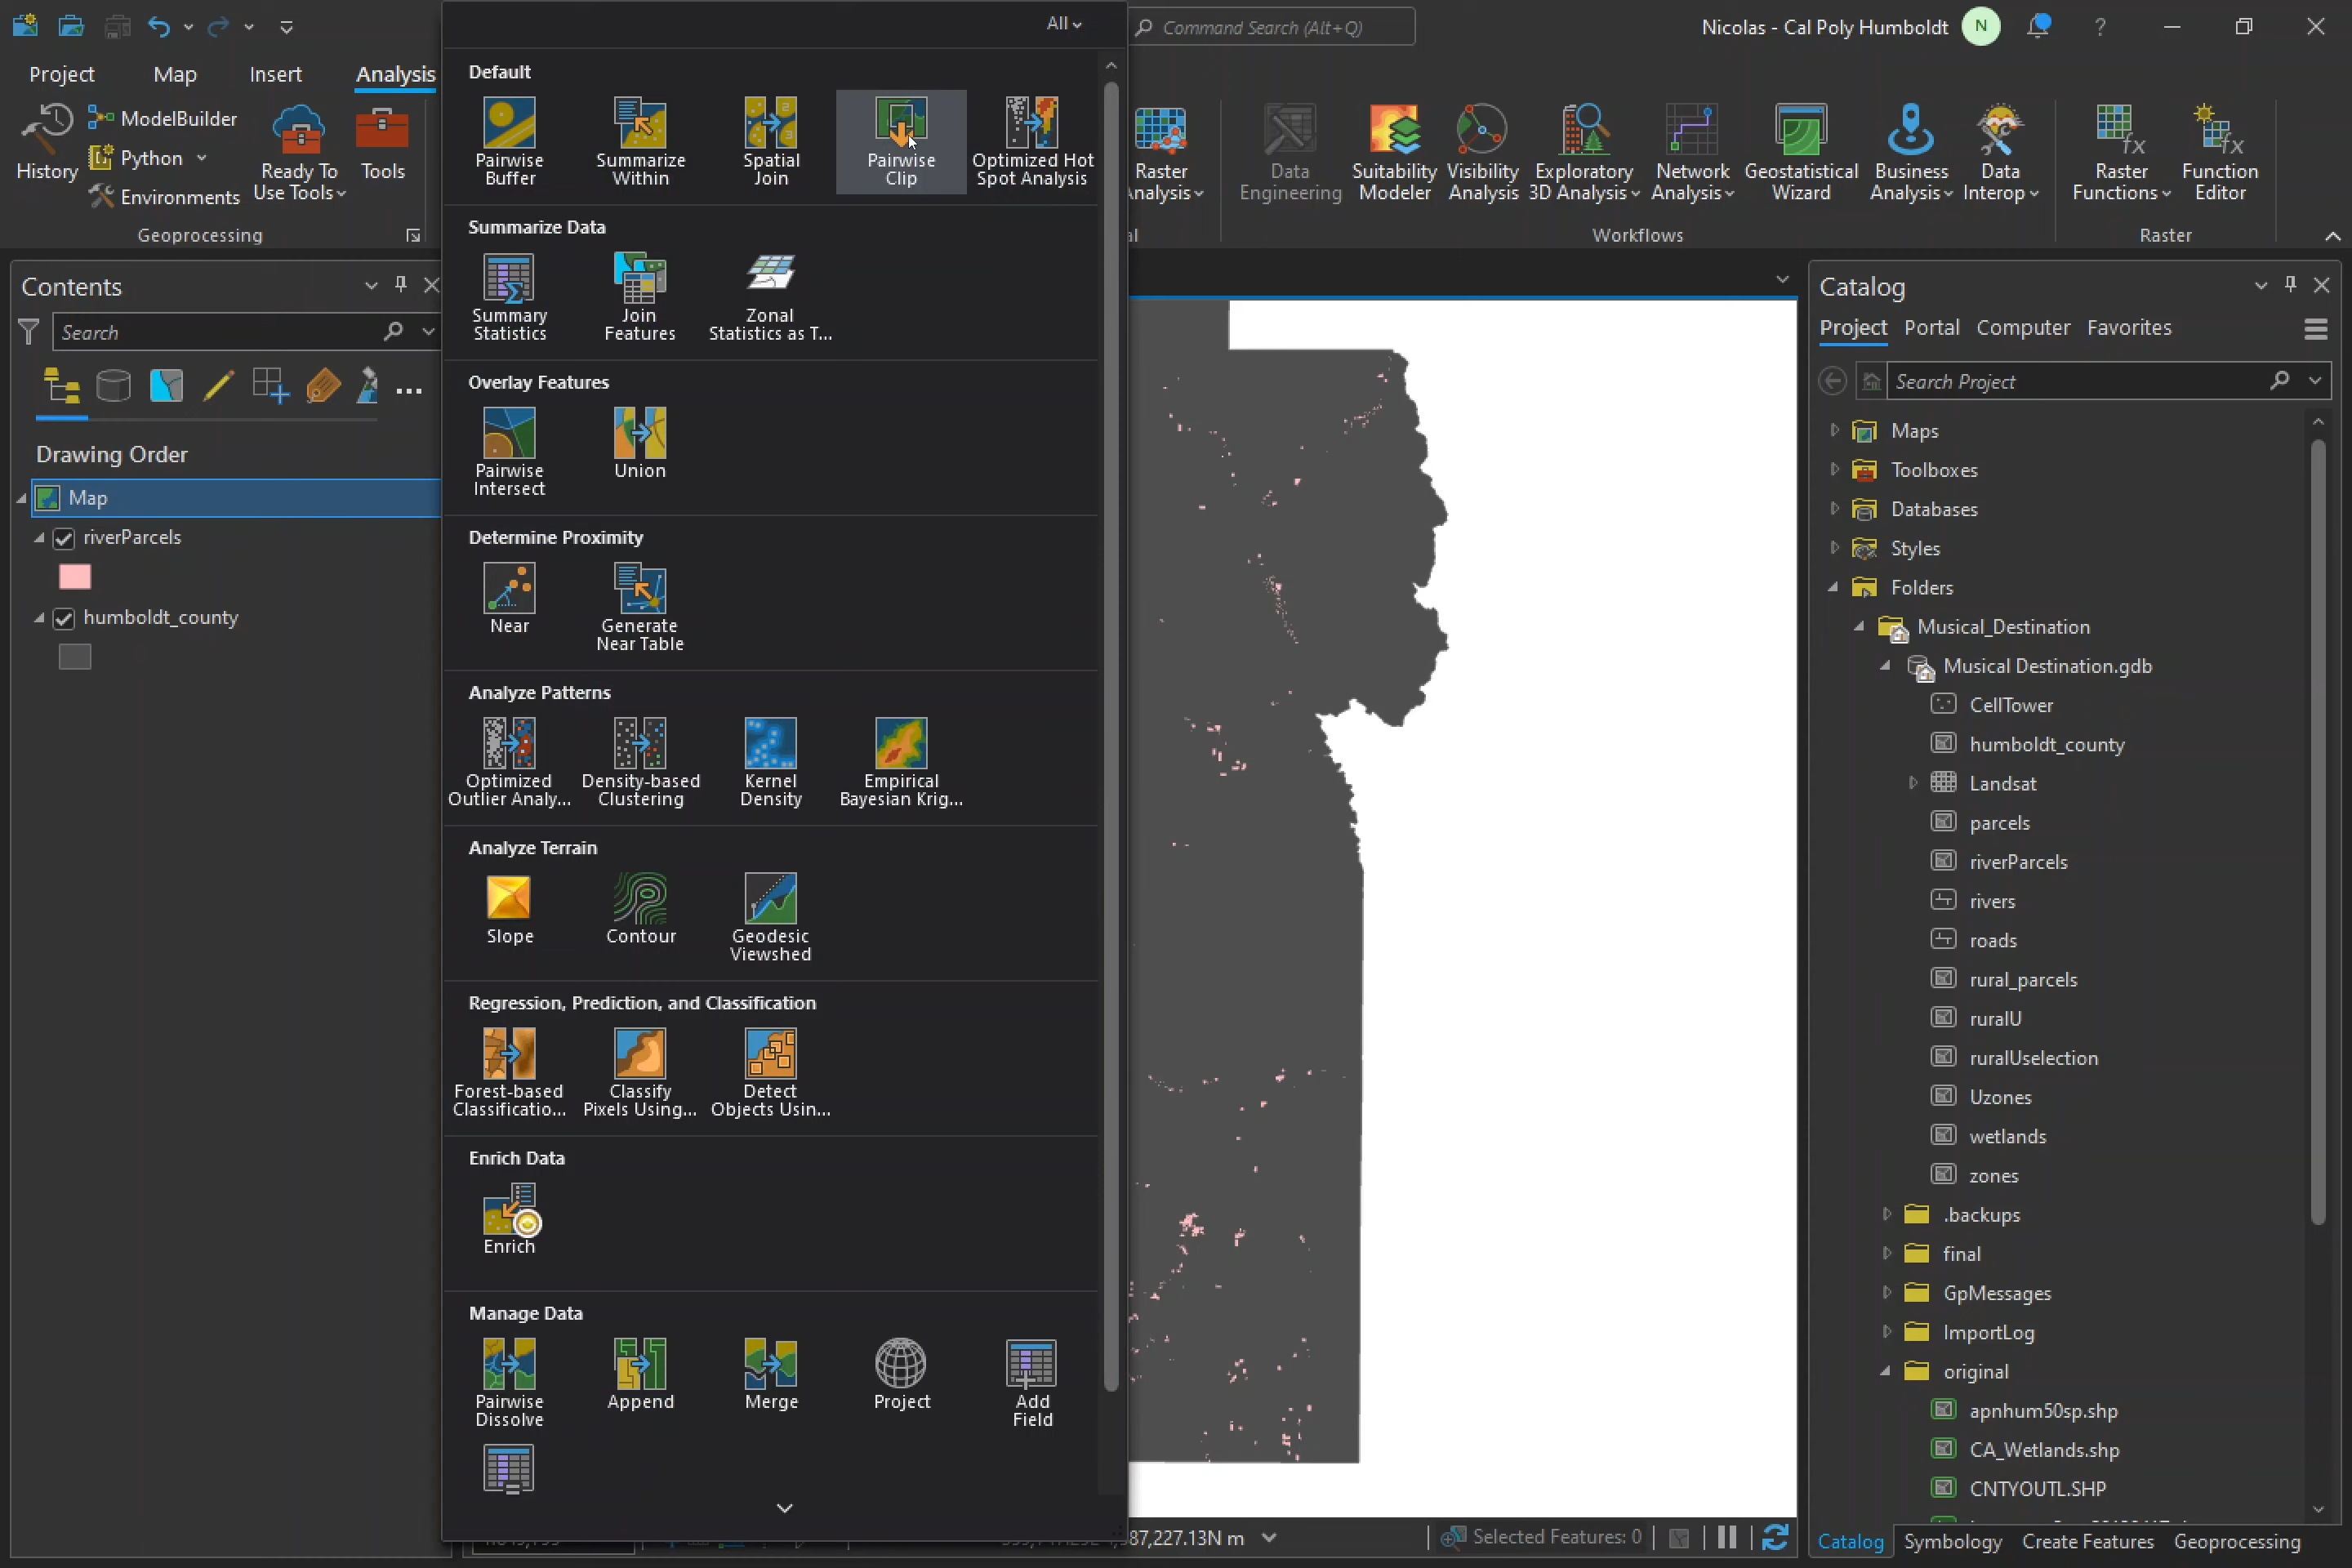 All
Command Search (Alt+Q)
Nicolas - Cal Poly Humboldt
N
?
Project
Map
Insert
Analysis
History
ModelBuilder
Python
Environments
Ready To
Use Tools
Tools
Geoprocessing
Default
Pairwise
Buffer
Summarize
Within
Spatial
Join
Pairwise
Clip
Optimized Hot
Spot Analysis
Raster
Analysis
Data
Engineering
Suitability
Modeler
Visibility
Analysis
Exploratory
3D Analysis
Network
Analysis
Geostatistical
Wizard
Business
Analysis
Data
Interop
Workflows
Raster
Functions
Function
Editor
Raster
Contents
Search
Drawing Order
Map
riverParcels
humboldt_county
Summarize Data
Summary
Statistics
Join
Features
Zonal
Statistics as T...
Overlay Features
Pairwise
Intersect
Union
Determine Proximity
Near
Generate
Near Table
Analyze Patterns
Optimized
Outlier Analy...
Density-based
Clustering
Kernel
Density
Empirical
Bayesian Krig...
Analyze Terrain
Slope
Contour
Geodesic
Viewshed
Regression, Prediction, and Classification
Forest-based
Classificatio...
Classify
Pixels Using...
Detect
Objects Usin...
Enrich Data
Enrich
Manage Data
Pairwise
Dissolve
Append
Merge
Project
Add
Field
87,227.13N m
Selected Features: 0
Catalog
Project
Portal
Computer
Favorites
Search Project
Maps
Toolboxes
Databases
Styles
Folders
Musical_Destination
Musical Destination.gdb
CellTower
humboldt_county
Landsat
parcels
riverParcels
rivers
roads
rural_parcels
ruralU
ruralUselection
Uzones
wetlands
zones
.backups
final
GpMessages
ImportLog
original
apnhum50sp.shp
CA_Wetlands.shp
CNTYOUTL.SHP
Catalog
Symbology
Create Features
Geoprocessing